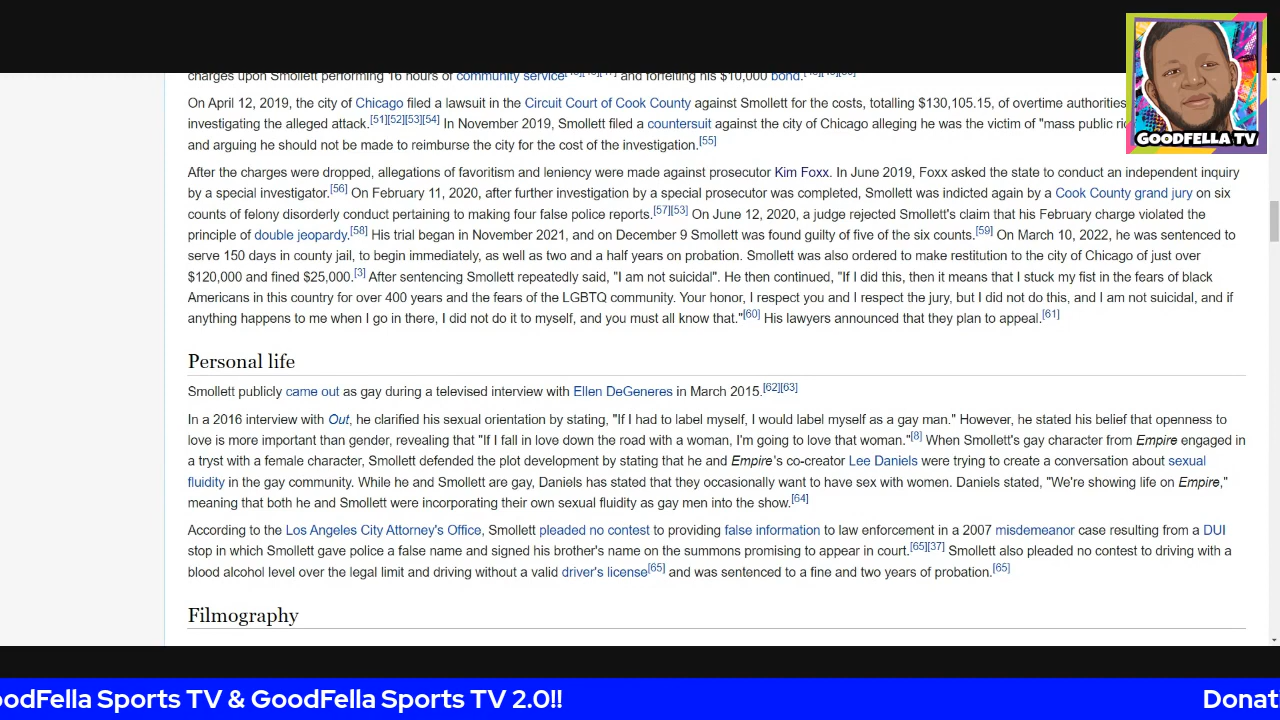 charges upon Smollett performing 16 hours of community service[45][46][47] and forfeiting his $10,000 bond.[48][49][50]
On April 12, 2019, the city of Chicago filed a lawsuit in the Circuit Court of Cook County against Smollett for the costs, totalling $130,105.15, of overtime authorities
investigating the alleged attack.[51][52][53][54] In November 2019, Smollett filed a countersuit against the city of Chicago alleging he was the victim of "mass public
and arguing he should not be made to reimburse the city for the cost of the investigation.[55]
GOODFELLA TV
After the charges were dropped, allegations of favoritism and leniency were made against prosecutor Kim Foxx. In June 2019, Foxx asked the state to conduct an independent inquiry
by a special investigator.[56] On February 11, 2020, after further investigation by a special prosecutor was completed, Smollett was indicted again by a Cook County grand jury on six
counts of felony disorderly conduct pertaining to making four false police reports.[57][53] On June 12, 2020, a judge rejected Smollett's claim that his February charge violated the
principle of double jeopardy.[58] His trial began in November 2021, and on December 9 Smollett was found guilty of five of the six counts.[59] On March 10, 2022, he was sentenced to
serve 150 days in county jail, to begin immediately, as well as two and a half years on probation. Smollett was also ordered to make restitution to the city of Chicago of just over
$120,000 and fined $25,000.[3] After sentencing Smollett repeatedly said, "I am not suicidal". He then continued, "If I did this, then it means that I stuck my fist in the fears of black
Americans in this country for over 400 years and the fears of the LGBTQ community. Your honor, I respect you and I respect the jury, but I did not do this, and I am not suicidal, and if
anything happens to me when I go in there, I did not do it to myself, and you must all know that."[60] His lawyers announced that they plan to appeal.[61]
Personal life
Smollett publicly came out as gay during a televised interview with Ellen DeGeneres in March 2015.[62][63]
In a 2016 interview with Out, he clarified his sexual orientation by stating, "If I had to label myself, I would label myself as a gay man." However, he stated his belief that openness to
love is more important than gender, revealing that "If I fall in love down the road with a woman, I'm going to love that woman."[8] When Smollett's gay character from Empire engaged in
a tryst with a female character, Smollett defended the plot development by stating that he and Empire's co-creator Lee Daniels were trying to create a conversation about sexual
fluidity in the gay community. While he and Smollett are gay, Daniels has stated that they occasionally want to have sex with women. Daniels stated, "We're showing life on Empire,"
meaning that both he and Smollett were incorporating their own sexual fluidity as gay men into the show.[64]
According to the Los Angeles City Attorney's Office, Smollett pleaded no contest to providing false information to law enforcement in a 2007 misdemeanor case resulting from a DUI
stop in which Smollett gave police a false name and signed his brother's name on the summons promising to appear in court.[65][37] Smollett also pleaded no contest to driving with a
blood alcohol level over the legal limit and driving without a valid driver's license[65] and was sentenced to a fine and two years of probation.[65]
Filmography
oodFella Sports TV & GoodFella Sports TV 2.0!! Donat